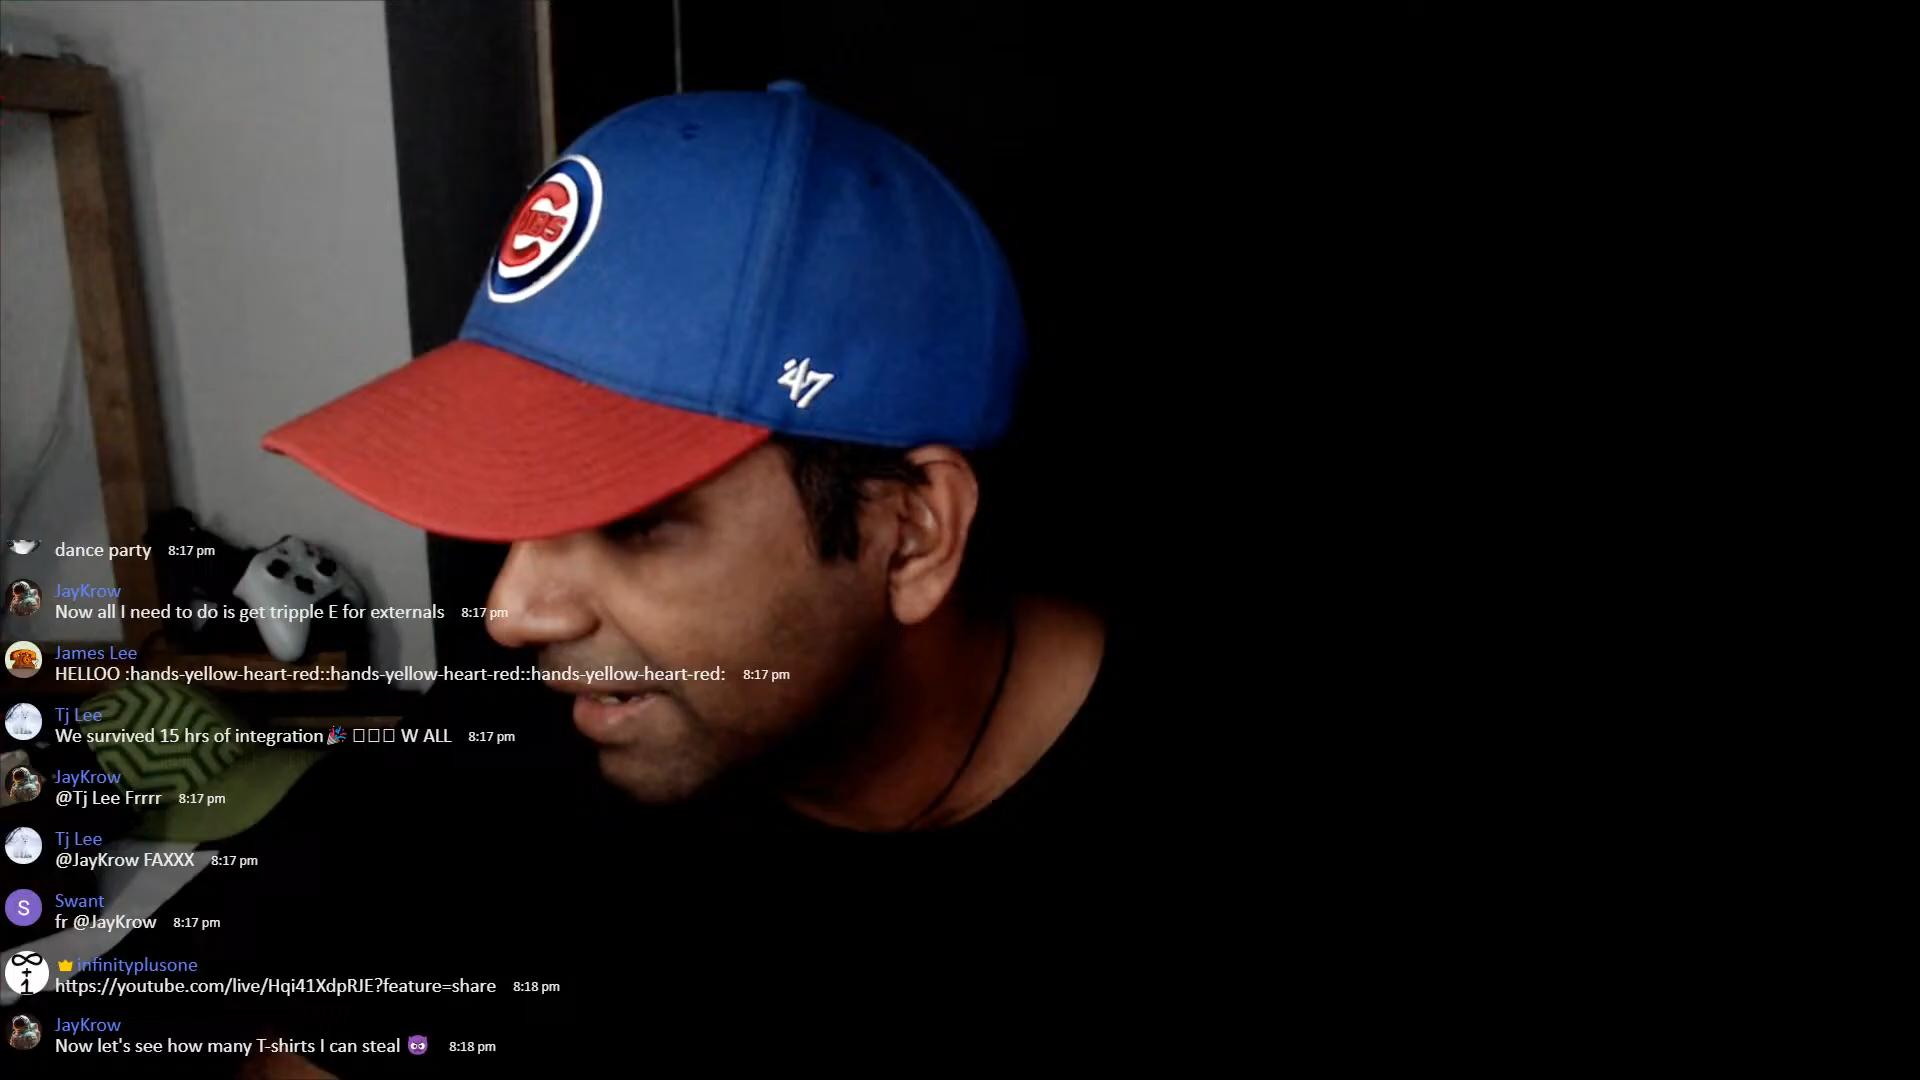 CUBS
'47
dance party 8:17 pm
JayKrow
Now all I need to do is get tripple E for externals 8:17 pm
James Lee
HELLOO :hands-yellow-heart-red::hands-yellow-heart-red::hands-yellow-heart-red: 8:17 pm
Tj Lee
We survived 15 hrs of integration🎉 □□□ W ALL 8:17 pm
JayKrow
@Tj Lee Frrrr 8:17 pm
Tj Lee
@JayKrow FAXXX 8:17 pm
S
Swant
fr @JayKrow 8:17 pm
∞
+
1
infinityplusone
https://youtube.com/live/Hqi41XdpRJE?feature=share 8:18 pm
JayKrow
Now let's see how many T-shirts I can steal 👿 8:18 pm